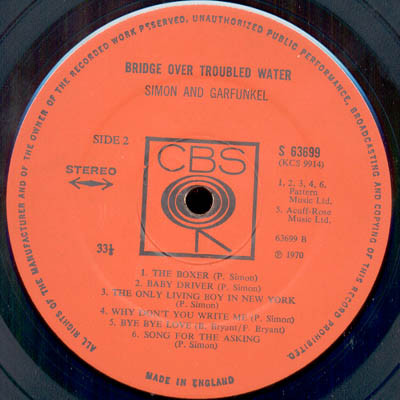 ALL RIGHTS OF THE MANUFACTURER AND OF THE OWNER OF THE RECORDED WORK RESERVED. UNAUTHORIZED PUBLIC PERFORMANCE, BROADCASTING AND COPYING OF THIS RECORD PROHIBITED.
BRIDGE OVER TROUBLED WATER
SIMON AND GARFUNKEL
SIDE 2
CBS
S 63699
(KCS 9914)
STEREO
1, 2, 3, 4, 6.
Pattern
Music Ltd.
5. Acuff-Rose
Music Ltd.
33⅓
63699 B
℗ 1970
1. THE BOXER (P. Simon)
2. BABY DRIVER (P. Simon)
3. THE ONLY LIVING BOY IN NEW YORK
(P. Simon)
4. WHY DON'T YOU WRITE ME (P. Simon)
5. BYE BYE LOVE (B. Bryant/F. Bryant)
6. SONG FOR THE ASKING
(P. Simon)
MADE IN ENGLAND